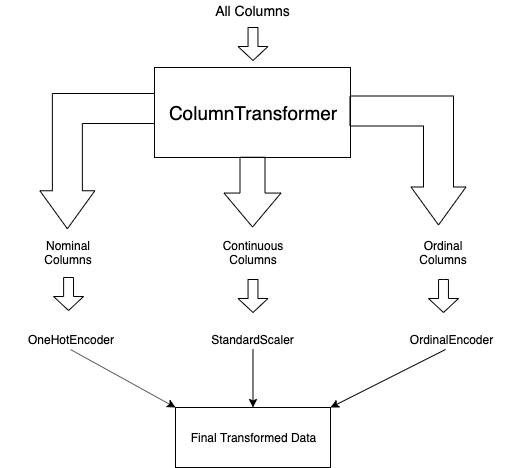 All Columns
ColumnTransformer
Nominal
Columns
Continuous
Columns
Ordinal
Columns
OneHotEncoder
StandardScaler
OrdinalEncoder
Final Transformed Data